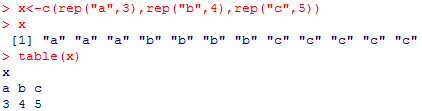 > x<-c(rep("a",3),rep("b",4),rep("c",5))
> x
 [1] "a" "a" "a" "b" "b" "b" "b" "c" "c" "c" "c" "c"
> table(x)
x
a b c
3 4 5